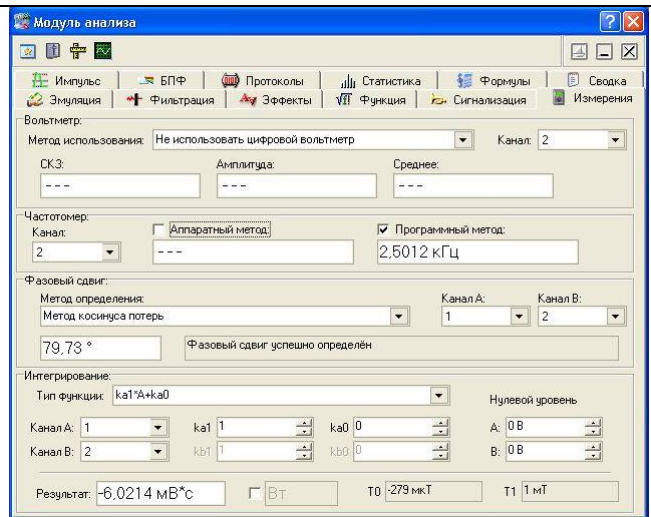 Модуль анализа
Импульс БПФ Протоколы Статистика Формулы Сводка
Эмуляция Фильтрация Эффекты Функция Сигнализация Измерения
Вольтметр:
Метод использования: Не использовать цифровой вольтметр Канал: 2
СКЗ: Амплитуда: Среднее:
--- --- ---
Частотомер:
Канал: Аппаратный метод: Программный метод:
2 --- 2,5012 кГц
Фазовый сдвиг:
Метод определения: Канал A: Канал B:
Метод косинуса потерь 1 2
79,73 ° Фазовый сдвиг успешно определён
Интегрирование:
Тип функции: ka1*A+ka0 Нулевой уровень
Канал A: 1 ka1 1 ka0 0 A: 0 В
Канал B: 2 kb1 1 kb0 0 B: 0 В
Результат: -6,0214 мВ*с Вт T0 -279 мкТ T1 1 мТ